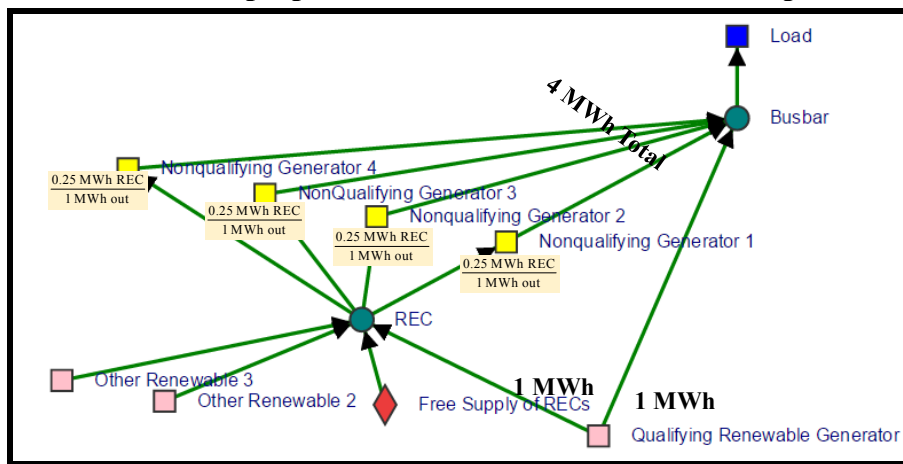 Load
Busbar
4 MWh Total
Nonqualifying Generator 4
0.25 MWh REC
1 MWh out
NonQualifying Generator 3
0.25 MWh REC
1 MWh out
Nonqualifying Generator 2
0.25 MWh REC
1 MWh out
Nonqualifying Generator 1
0.25 MWh REC
1 MWh out
REC
Other Renewable 3
Other Renewable 2
Free Supply of RECs
1 MWh
1 MWh
Qualifying Renewable Generator